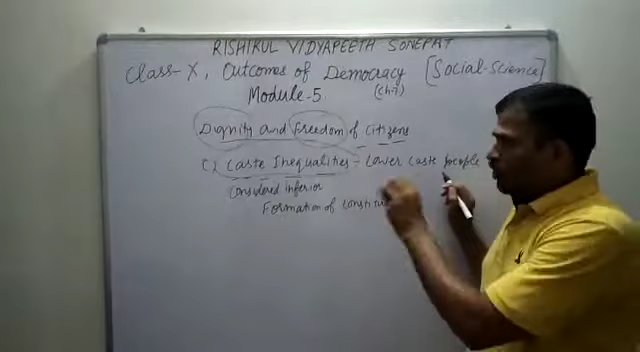 RISHIKUL VIDYAPEETH SONEPAT
Class-X, Outcomes of Democracy [Social-Science]
Module-5 (Ch-7)
Dignity and Freedom of citizens
C) Caste Inequalities - Lower Caste people
Considered inferior
Formation of